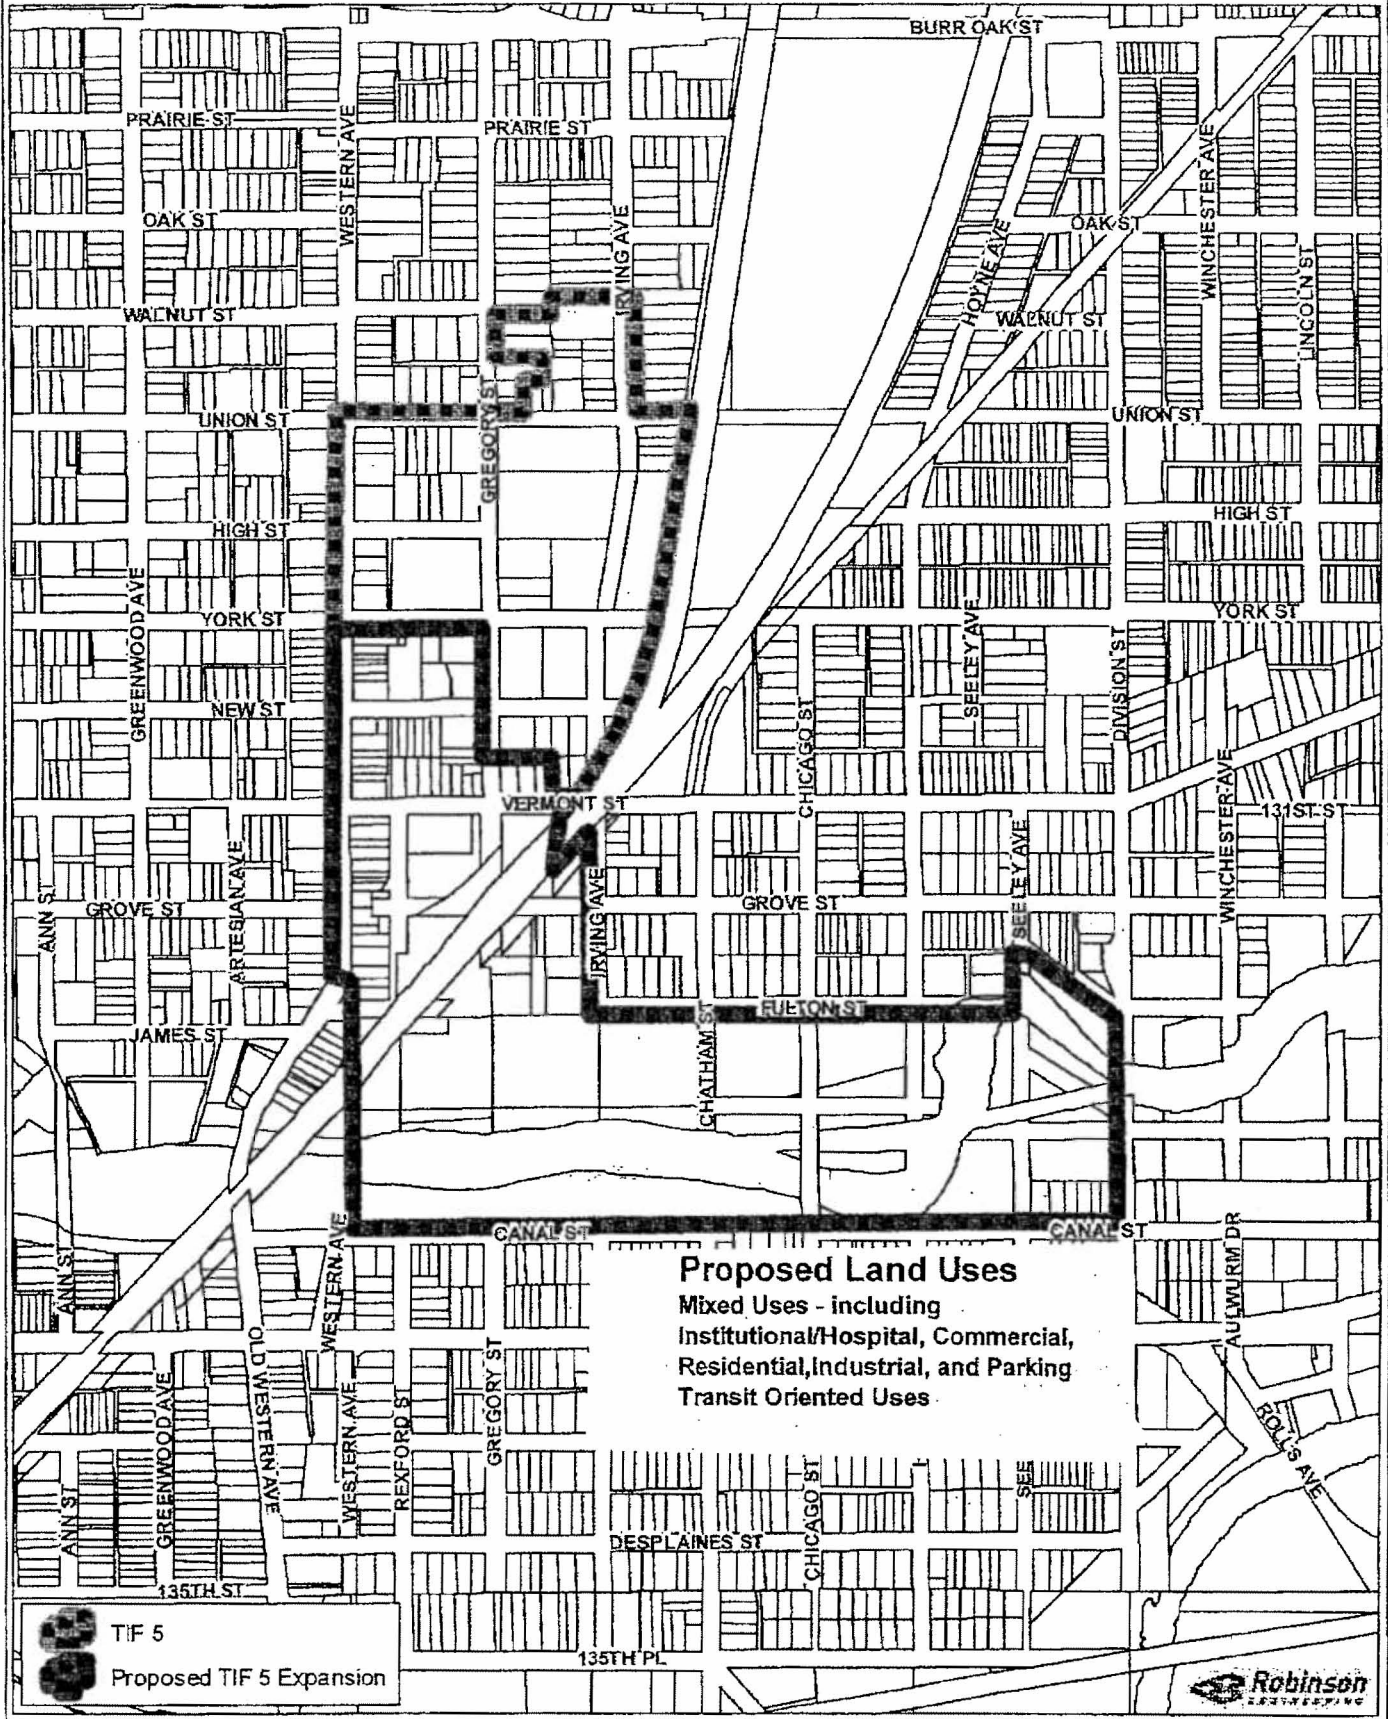 BURR OAK ST
PRAIRIE ST
PRAIRIE ST
WESTERN AVE
WINCHESTER AVE
OAK ST
IRVING AVE
HOYNE AVE
OAK ST
LINCOLN ST
WALNUT ST
WALNUT ST
GREGORY ST
UNION ST
UNION ST
HIGH ST
HIGH ST
GREENWOOD AVE
YORK ST
SEELEY AVE
YORK ST
DIVISION ST
NEW ST
CHICAGO ST
VERMONT ST
WINCHESTER AVE
131ST ST
ANN ST
GROVE ST
ARTESIAN AVE
IRVING AVE
GROVE ST
SEELEY AVE
JAMES ST
CHATHAM ST
FULTON ST
CANAL ST
CANAL ST
ANN ST
WESTERN AVE
AULWURM DR
Proposed Land Uses
Mixed Uses - including
Institutional/Hospital, Commercial,
Residential,Industrial, and Parking
Transit Oriented Uses
OLD WESTERN AVE
GREGORY ST
ROLL'S AVE
ANN ST
GREENWOOD AVE
WESTERN AVE
REXFORD ST
CHICAGO ST
SEE
DESPLAINES ST
135TH ST
TIF 5
Proposed TIF 5 Expansion
135TH PL
Robinson
ENGINEERING